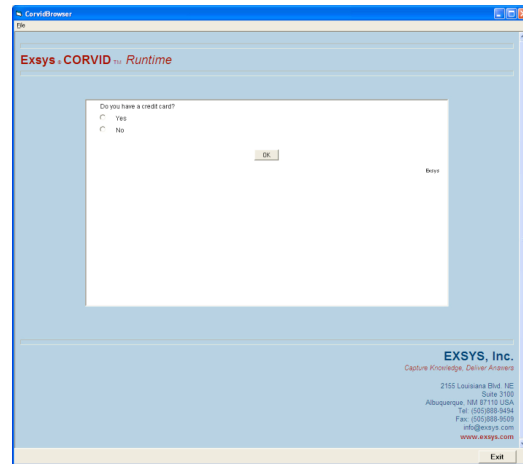 CorvidBrowser
File
Exsys ® CORVID TM Runtime
Do you have a credit card?
Yes
No
OK
Exsys
EXSYS, Inc.
Capture Knowledge, Deliver Answers
2155 Louisiana Blvd. NE
Suite 3100
Albuquerque, NM 87110 USA
Tel: (505)888-9494
Fax: (505)888-9509
info@exsys.com
www.exsys.com
Exit